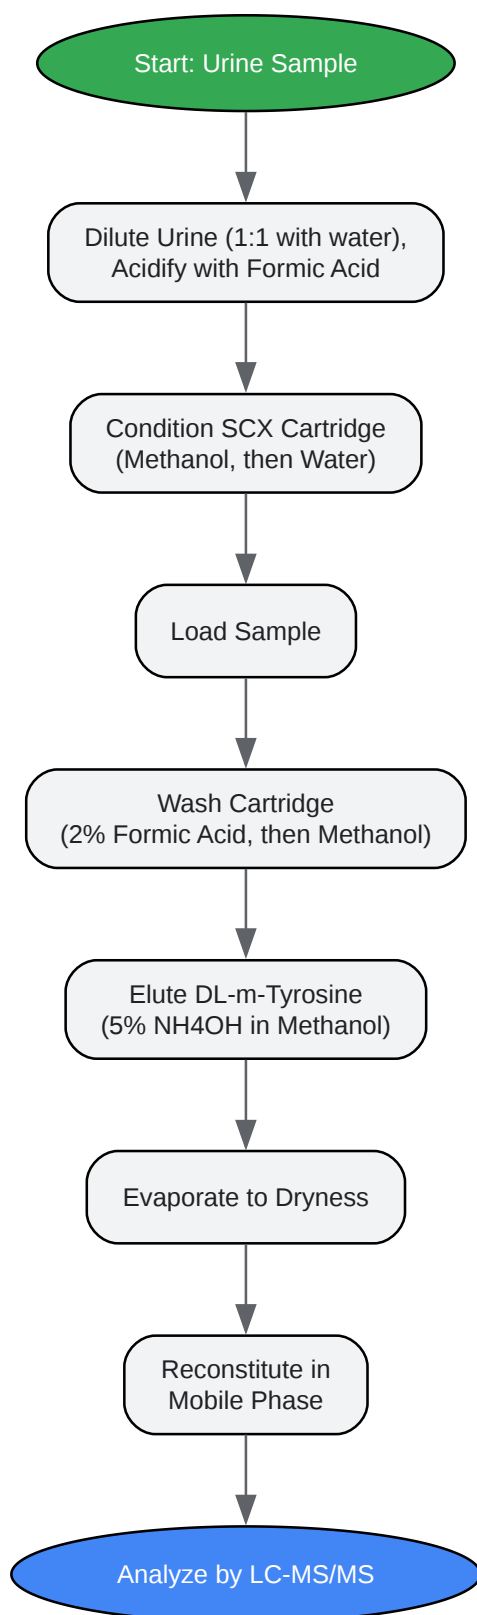 Start: Urine Sample
Dilute Urine (1:1 with water),
Acidify with Formic Acid
Condition SCX Cartridge
(Methanol, then Water)
Load Sample
Wash Cartridge
(2% Formic Acid, then Methanol)
Elute DL-m-Tyrosine
(5% NH4OH in Methanol)
Evaporate to Dryness
Reconstitute in
Mobile Phase
Analyze by LC-MS/MS